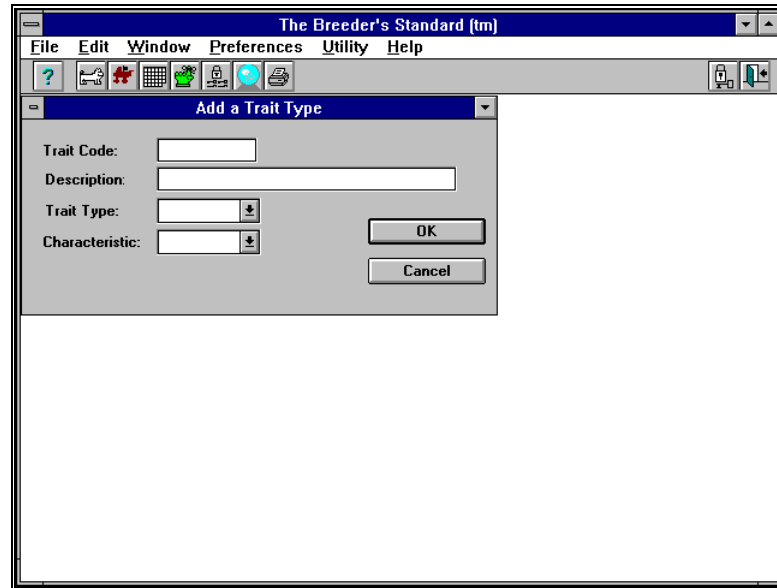 The Breeder's Standard (tm)
File Edit Window Preferences Utility Help
?
Add a Trait Type
Trait Code:
Description:
Trait Type:
Characteristic:
OK
Cancel